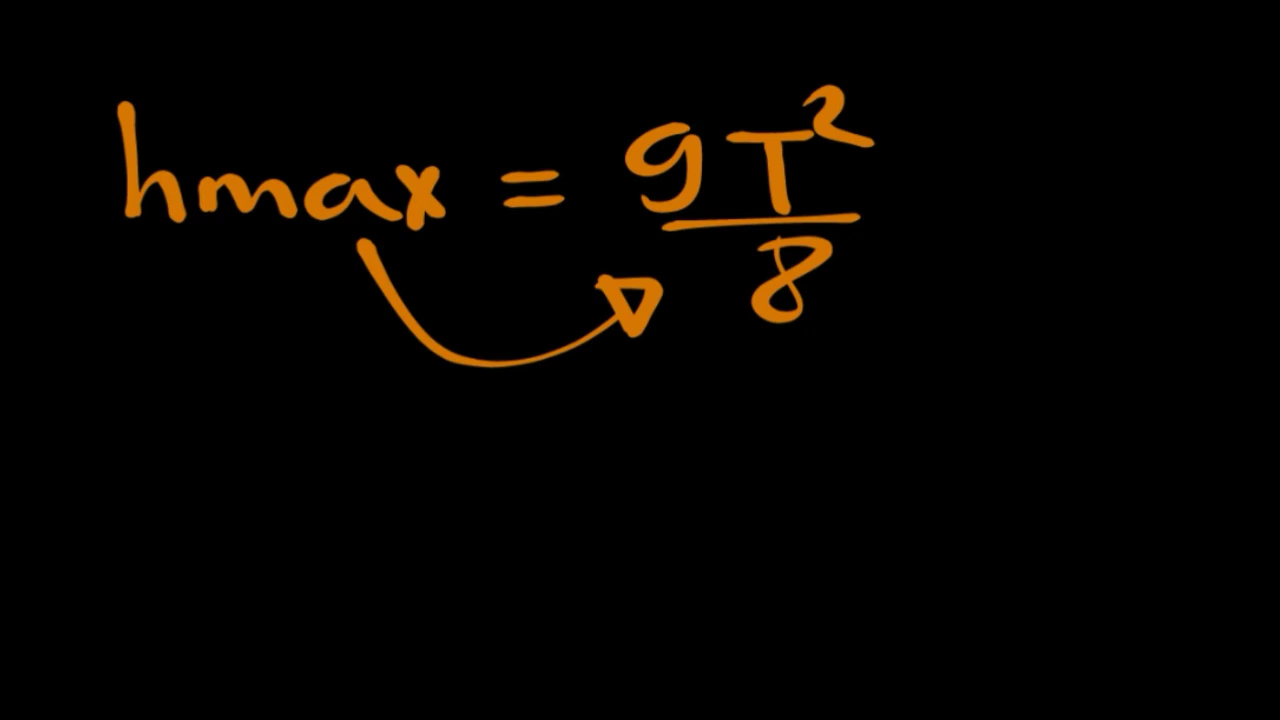 hmax = gT²/8